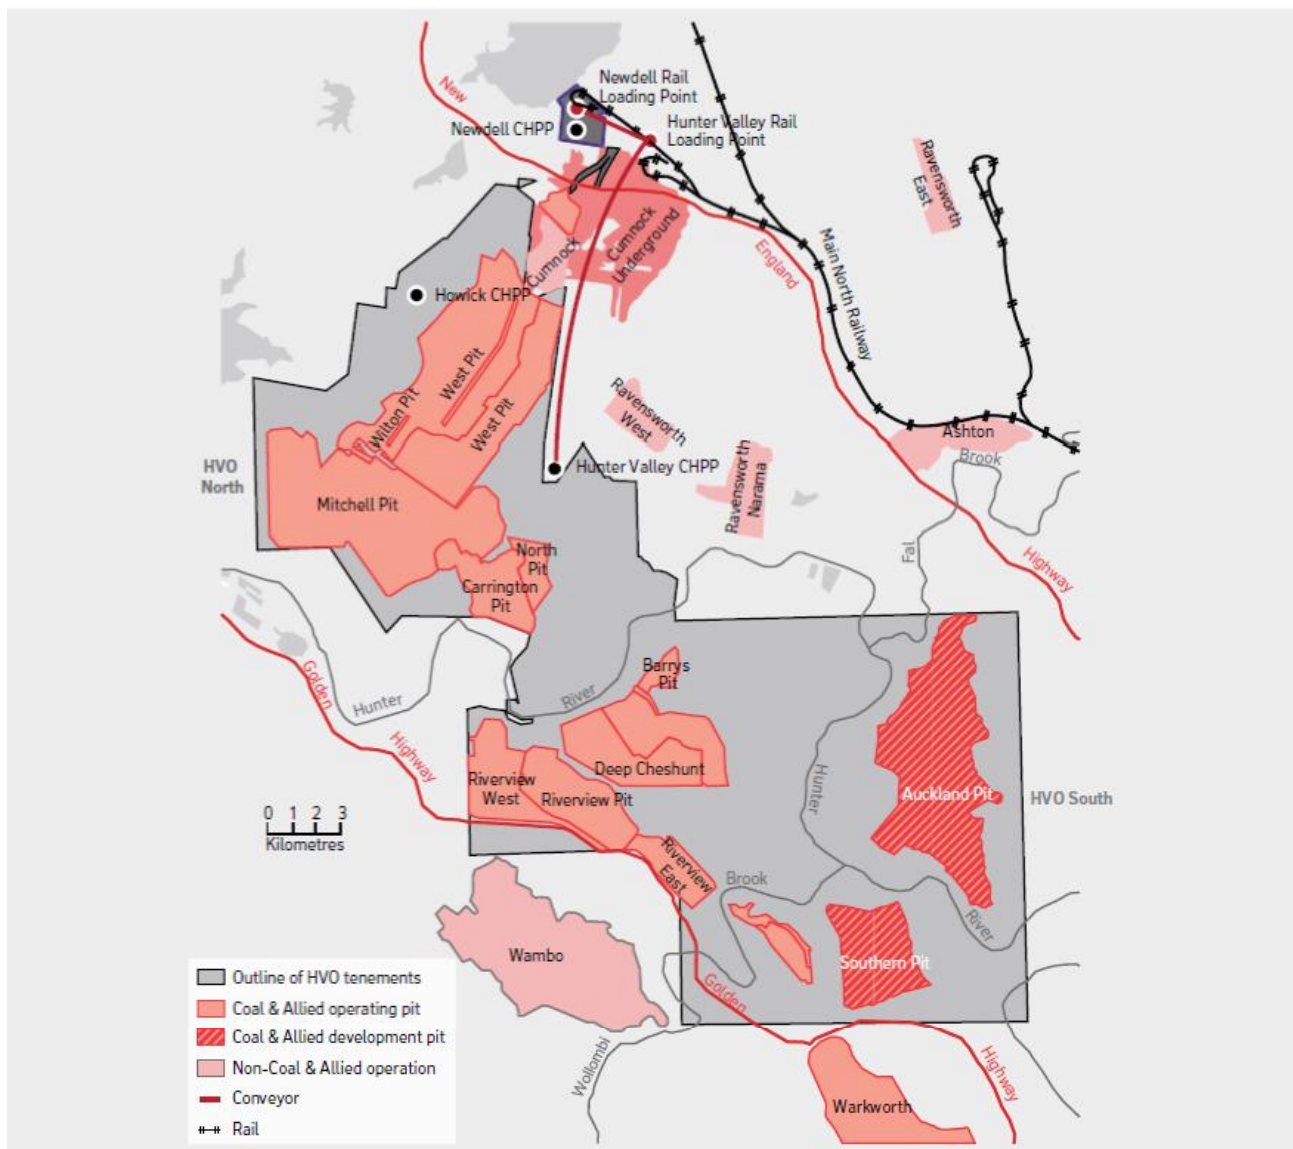 Newdell Rail
Loading Point
New
Newdell CHPP
Hunter Valley Rail
Loading Point
Ravensworth
East
Cumnock
Cumnock
Underground
England
Main North Railway
Howick CHPP
West Pit
Wilton Pit
West Pit
Ravensworth
West
Ashton
Brook
HVO
North
Hunter Valley CHPP
Ravensworth
Narama
Mitchell Pit
North
Pit
Carrington
Pit
Fal
Highway
Golden
Hunter
River
Barrys
Pit
Highway
Riverview
West
Riverview Pit
Deep Cheshunt
Hunter
Auckland Pit
HVO South
0 1 2 3
Kilometres
Riverview
East
Brook
River
Wambo
Southern Pit
Golden
Wollombi
Highway
Warkworth
Outline of HVO tenements
Coal & Allied operating pit
Coal & Allied development pit
Non-Coal & Allied operation
Conveyor
Rail